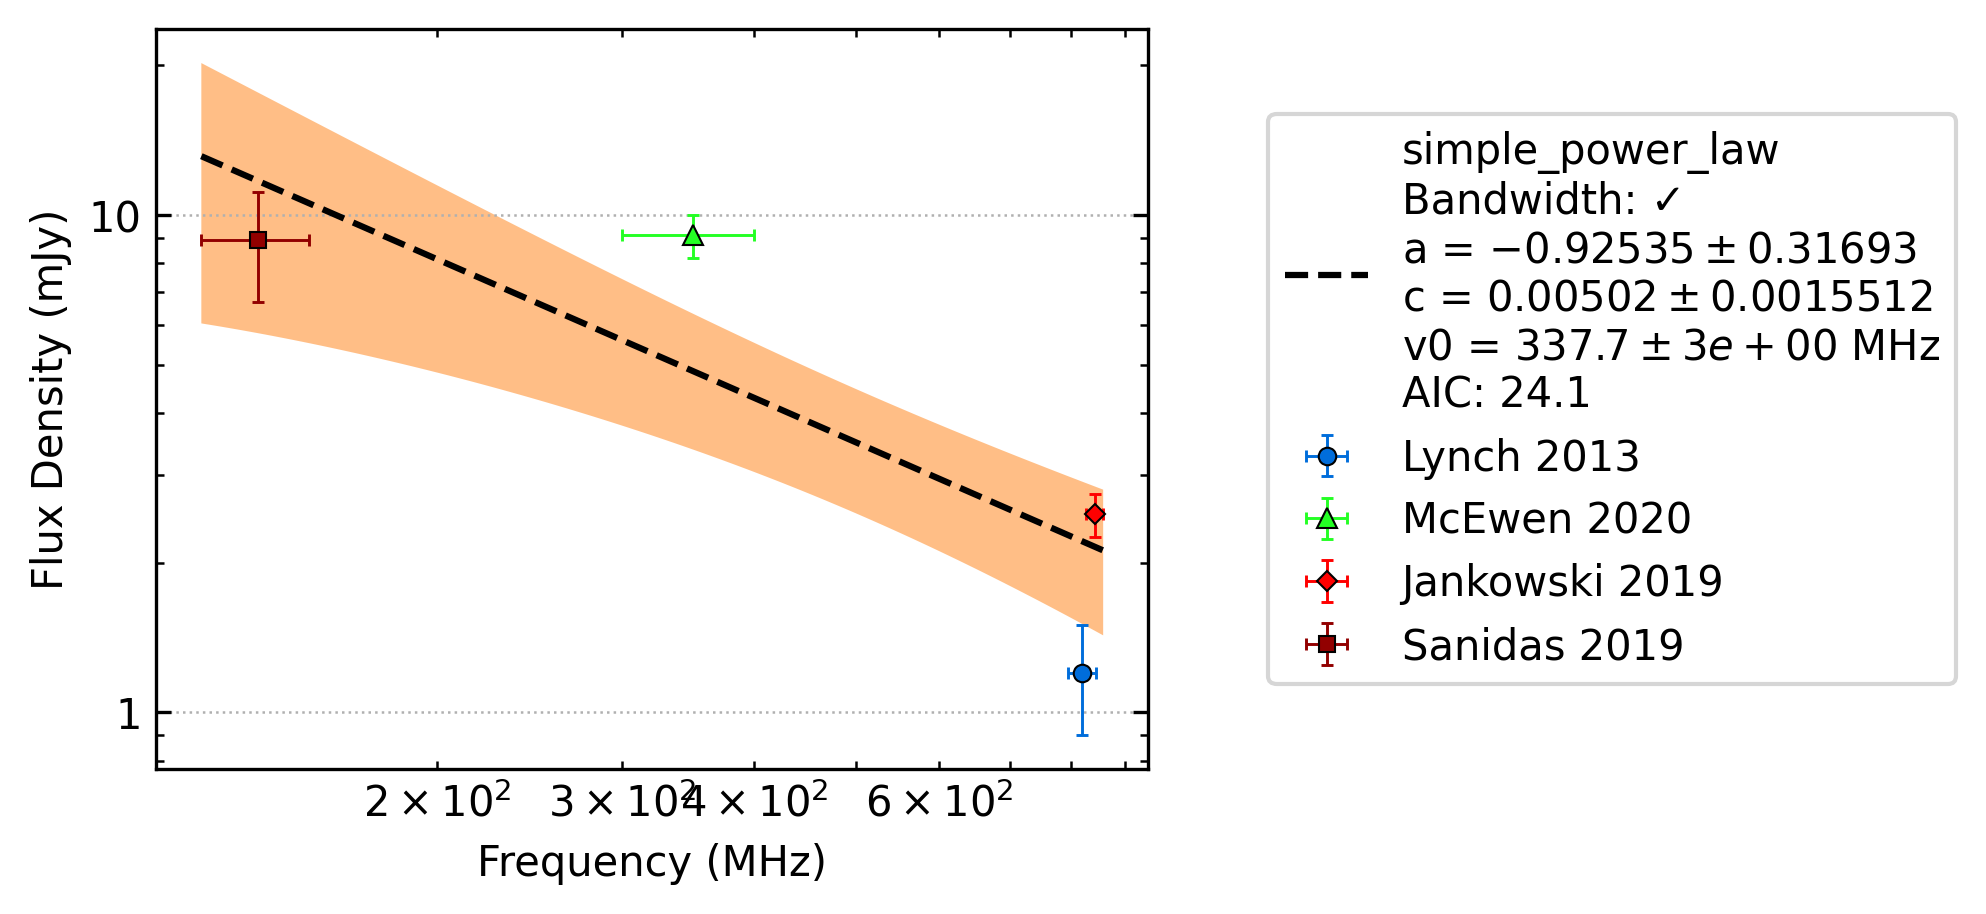 10
1
Flux Density (mJy)
2 × 10²
3 × 10²
4 × 10²
6 × 10²
Frequency (MHz)
simple_power_law
Bandwidth: ✓
a = −0.92535 ± 0.31693
c = 0.00502 ± 0.0015512
v0 = 337.7 ± 3e + 00 MHz
AIC: 24.1
Lynch 2013
McEwen 2020
Jankowski 2019
Sanidas 2019